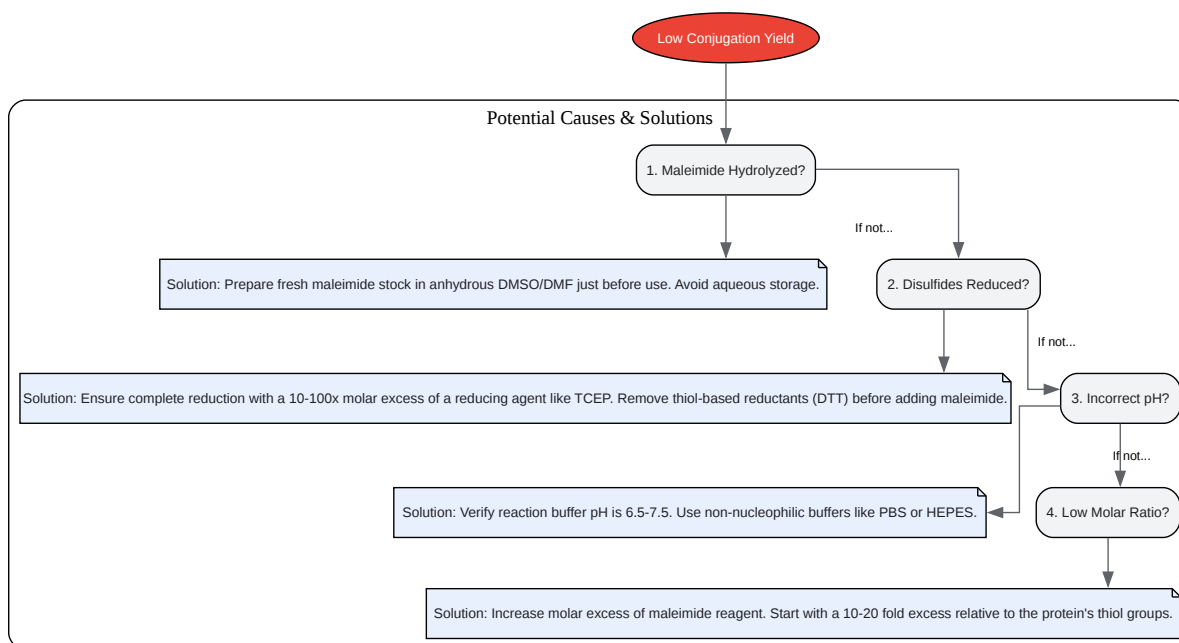 Low Conjugation Yield
Potential Causes & Solutions
1. Maleimide Hydrolyzed?
If not...
Solution: Prepare fresh maleimide stock in anhydrous DMSO/DMF just before use. Avoid aqueous storage.
2. Disulfides Reduced?
If not...
Solution: Ensure complete reduction with a 10-100x molar excess of a reducing agent like TCEP. Remove thiol-based reductants (DTT) before adding maleimide.
3. Incorrect pH?
If not...
Solution: Verify reaction buffer pH is 6.5-7.5. Use non-nucleophilic buffers like PBS or HEPES.
4. Low Molar Ratio?
Solution: Increase molar excess of maleimide reagent. Start with a 10-20 fold excess relative to the protein's thiol groups.